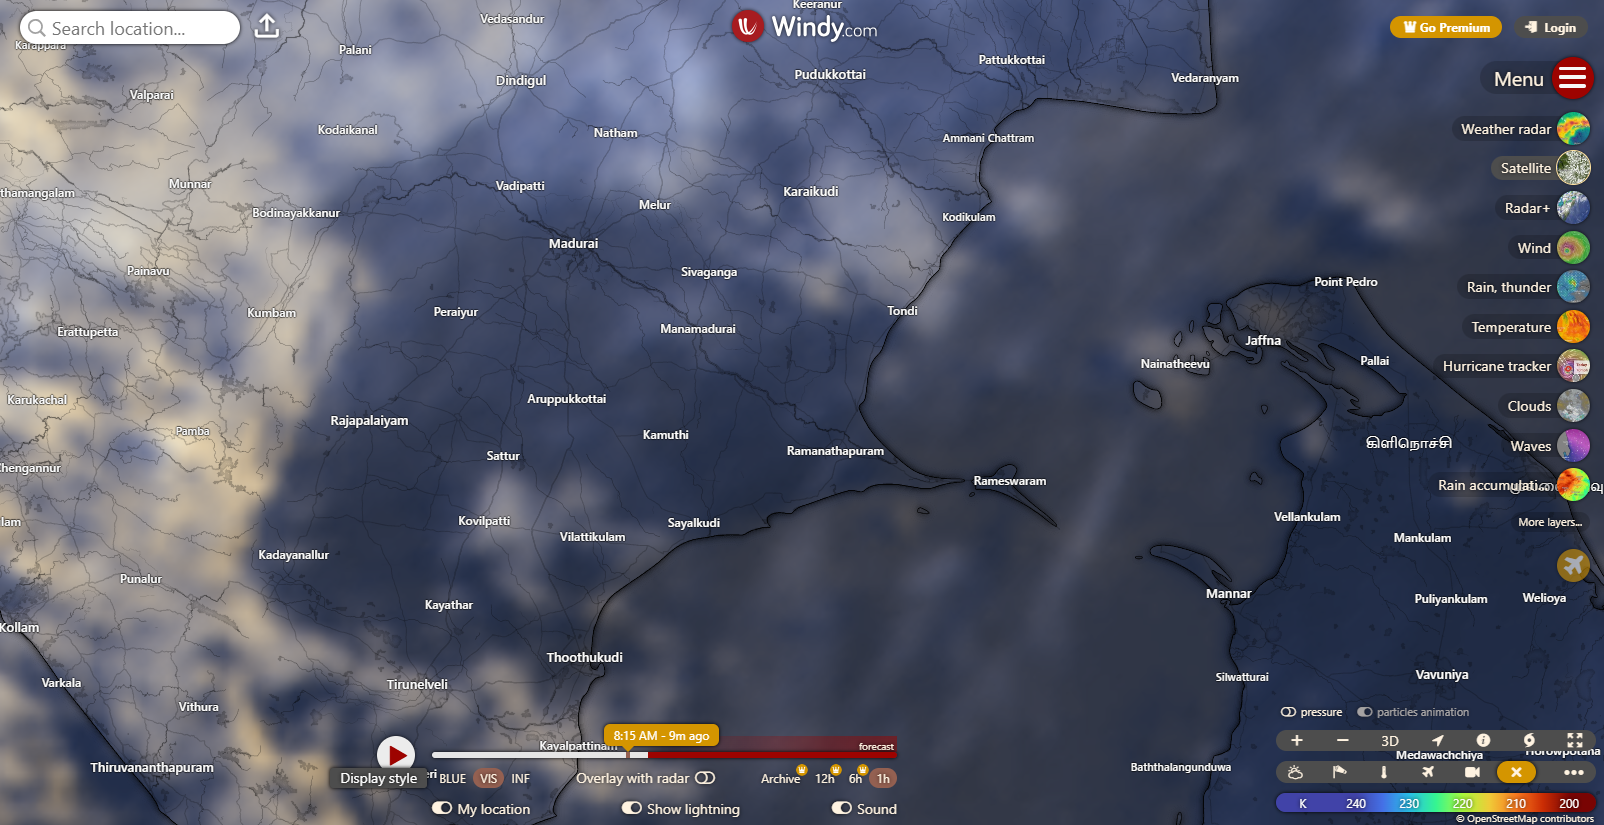 Search location...
Windy.com
Go Premium
Login
Menu
Weather radar
Satellite
Radar+
Wind
Rain, thunder
Temperature
Hurricane tracker
Clouds
Waves
Rain accumulati
More layers...
Keeranur
Vedasandur
Karappara
Palani
Pattukkottai
Dindigul
Pudukkottai
Vedaranyam
Valparai
Kodaikanal
Natham
Ammani Chattram
Munnar
thamangalam
Vadipatti
Karaikudi
Bodinayakkanur
Melur
Kodikulam
Madurai
Painavu
Sivaganga
Point Pedro
Kumbam
Peraiyur
Tondi
Erattupetta
Manamadurai
Jaffna
Nainatheevu
Pallai
Karukachal
Aruppukkottai
Rajapalaiyam
Pamba
Kamuthi
கிளிநொச்சி
Sattur
Ramanathapuram
Chengannur
Rameswaram
lam
Kovilpatti
Sayalkudi
Vellankulam
Vilattikulam
Mankulam
Kadayanallur
Punalur
Mannar
Kayathar
Puliyankulam
Welioya
Kollam
Thoothukudi
Vavuniya
Silwatturai
Varkala
Tirunelveli
Vithura
Kayalpattinam
Thiruvananthapuram
Baththalangunduwa
Medawachchiya
Horowpotana
8:15 AM - 9m ago
forecast
Display style
eri
BLUE
VIS
INF
Overlay with radar
Archive
12h
6h
1h
My location
Show lightning
Sound
pressure
particles animation
3D
K 240 230 220 210 200
© OpenStreetMap contributors